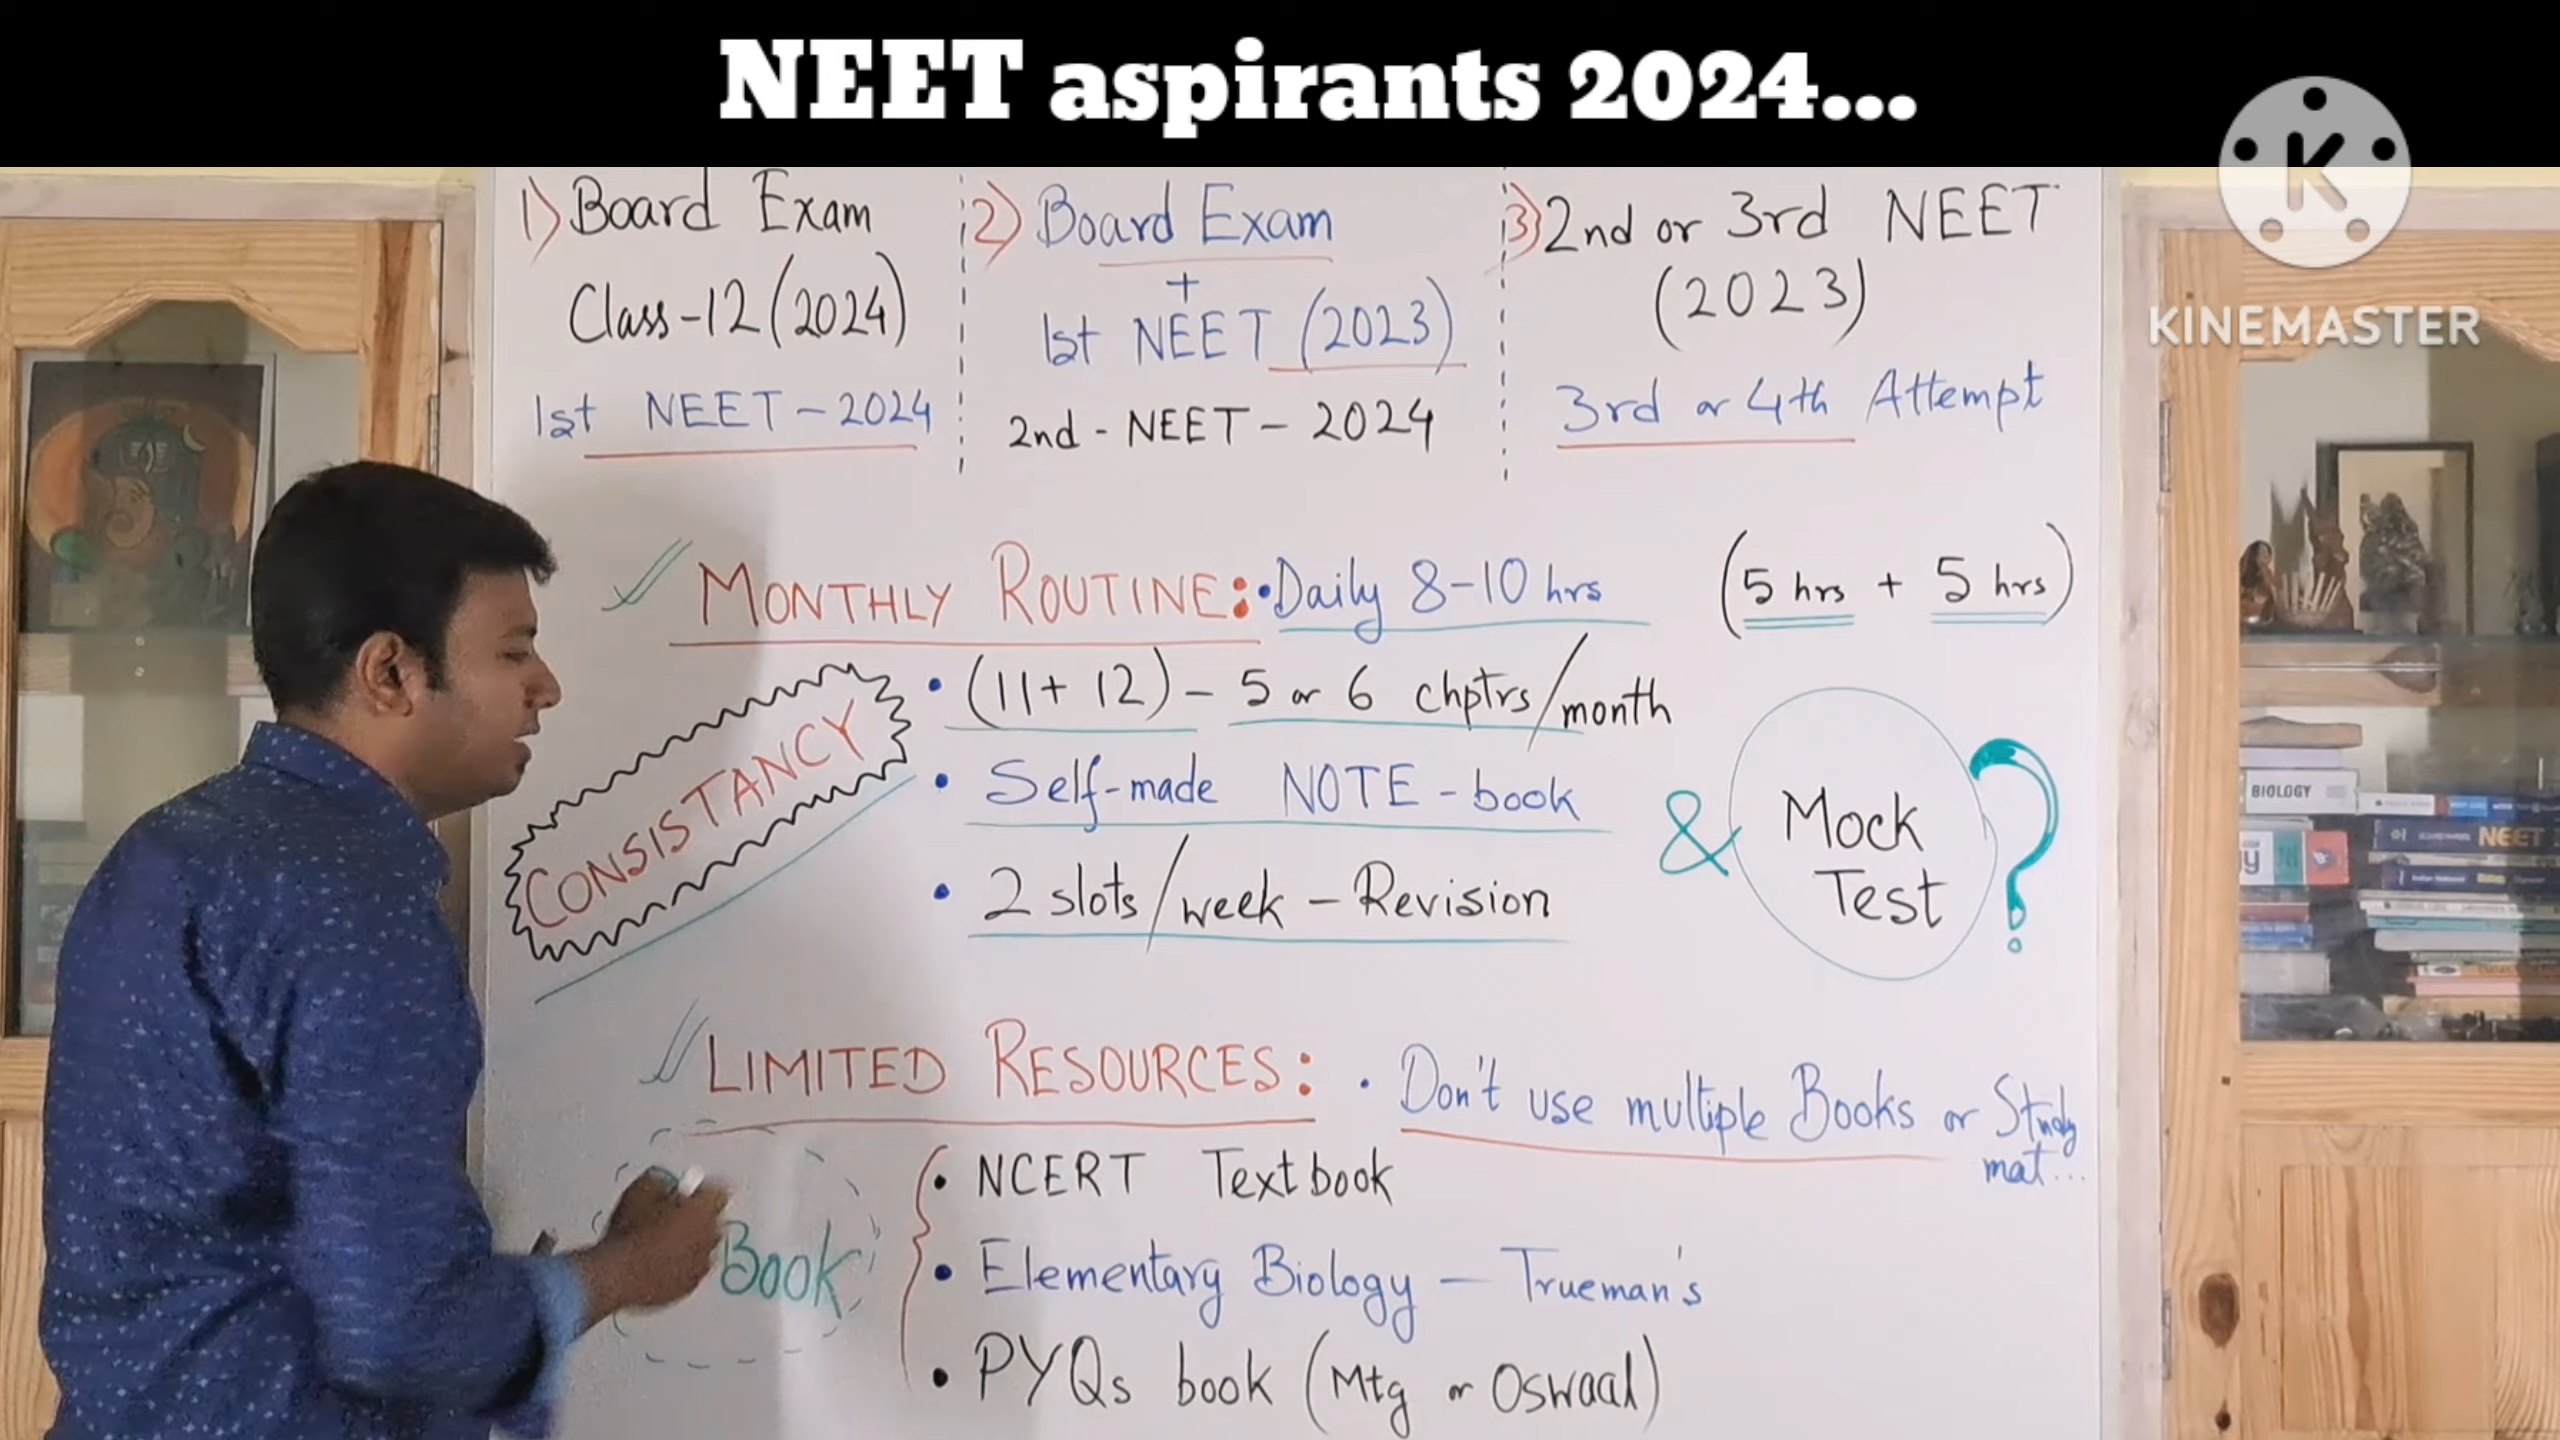 NEET aspirants 2024...
KINEMASTER
1) Board Exam
Class-12 (2024)
1st NEET - 2024
2) Board Exam
+
1st NEET (2023)
2nd - NEET - 2024
3) 2nd or 3rd NEET
(2023)
3rd or 4th Attempt
MONTHLY ROUTINE: • Daily 8-10 hrs (5 hrs + 5 hrs)
• (11 + 12) - 5 or 6 chptrs/month
CONSISTANCY
• Self-made NOTE-book
• 2 slots/week - Revision
& Mock
Test ?
LIMITED RESOURCES: • Don't use multiple Books or Study
mat...
Book
• NCERT Textbook
• Elementary Biology - Trueman's
• PYQs book (Mtg or Oswaal)
BIOLOGY
NEET